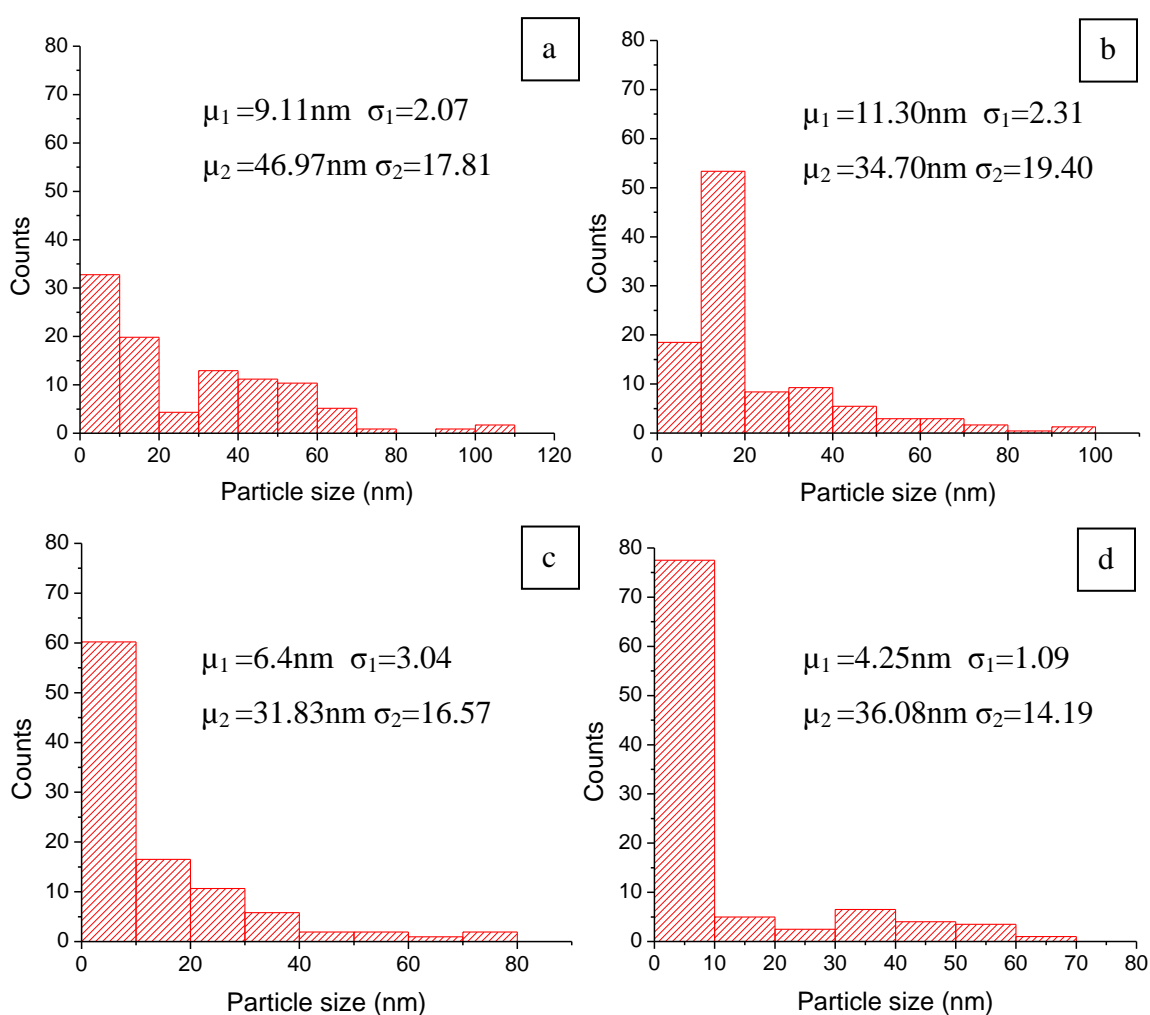 a
80
70
60
50
40
30
20
10
0
Counts
µ₁ =9.11nm σ₁=2.07
µ₂ =46.97nm σ₂=17.81
0 20 40 60 80 100 120
Particle size (nm)
b
80
70
60
50
40
30
20
10
0
Counts
µ₁ =11.30nm σ₁=2.31
µ₂ =34.70nm σ₂=19.40
0 20 40 60 80 100
Particle size (nm)
c
80
70
60
50
40
30
20
10
0
Counts
µ₁ =6.4nm σ₁=3.04
µ₂ =31.83nm σ₂=16.57
0 20 40 60 80
Particle size (nm)
d
80
70
60
50
40
30
20
10
0
Counts
µ₁ =4.25nm σ₁=1.09
µ₂ =36.08nm σ₂=14.19
0 10 20 30 40 50 60 70 80
Particle size (nm)